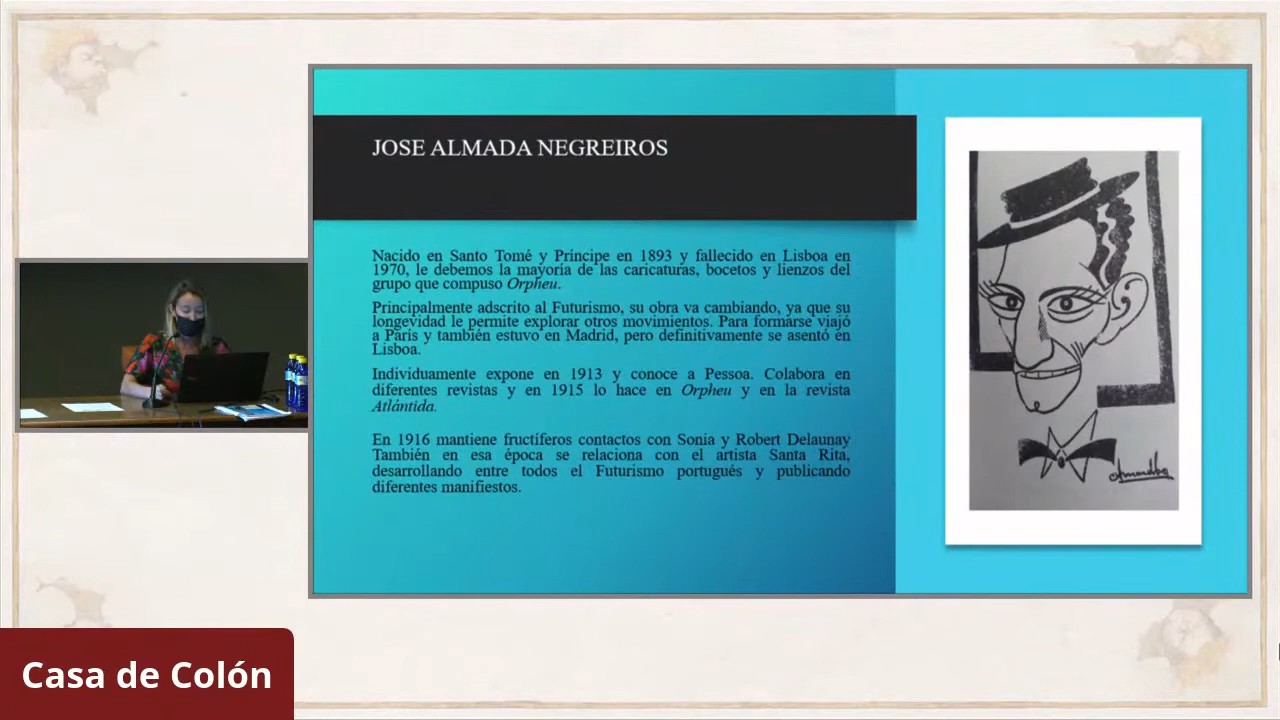 JOSE ALMADA NEGREIROS
Nacido en Santo Tomé y Príncipe en 1893 y fallecido en Lisboa en
1970, le debemos la mayoría de las caricaturas, bocetos y lienzos del
grupo que compuso Orpheu.
Principalmente adscrito al Futurismo, su obra va cambiando, ya que su
longevidad le permite explorar otros movimientos. Para formarse viajó
a París y también estuvo en Madrid, pero definitivamente se asentó en
Lisboa.
Individuamente expone en 1913 y conoce a Pessoa. Colabora en
diferentes revistas y en 1915 lo hace en Orpheu y en la revista
Atlántida.
En 1916 mantiene fructíferos contactos con Sonia y Robert Delaunay
También en esa época se relaciona con el artista Santa Rita,
desarrollando entre todos el Futurismo portugués y publicando
diferentes manifiestos.
Almada
Casa de Colón